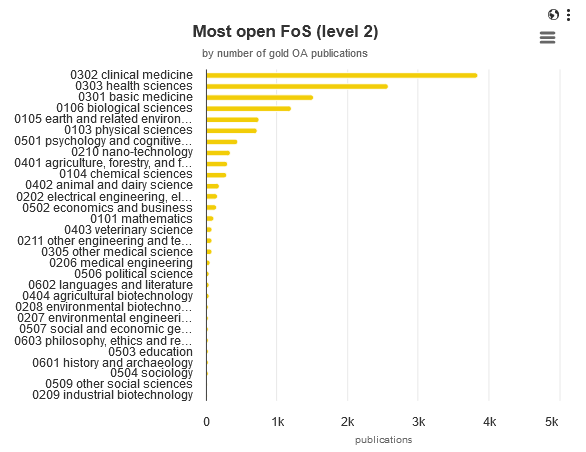 Most open FoS (level 2)
by number of gold OA publications
0302 clinical medicine
0303 health sciences
0301 basic medicine
0106 biological sciences
0105 earth and related environ…
0103 physical sciences
0501 psychology and cognitive…
0210 nano-technology
0401 agriculture, forestry, and f…
0104 chemical sciences
0402 animal and dairy science
0202 electrical engineering, el…
0502 economics and business
0101 mathematics
0403 veterinary science
0211 other engineering and te…
0305 other medical science
0206 medical engineering
0506 political science
0602 languages and literature
0404 agricultural biotechnology
0208 environmental biotechno…
0207 environmental engineeri…
0507 social and economic ge…
0603 philosophy, ethics and re…
0503 education
0601 history and archaeology
0504 sociology
0509 other social sciences
0209 industrial biotechnology
0 1k 2k 3k 4k 5k
publications